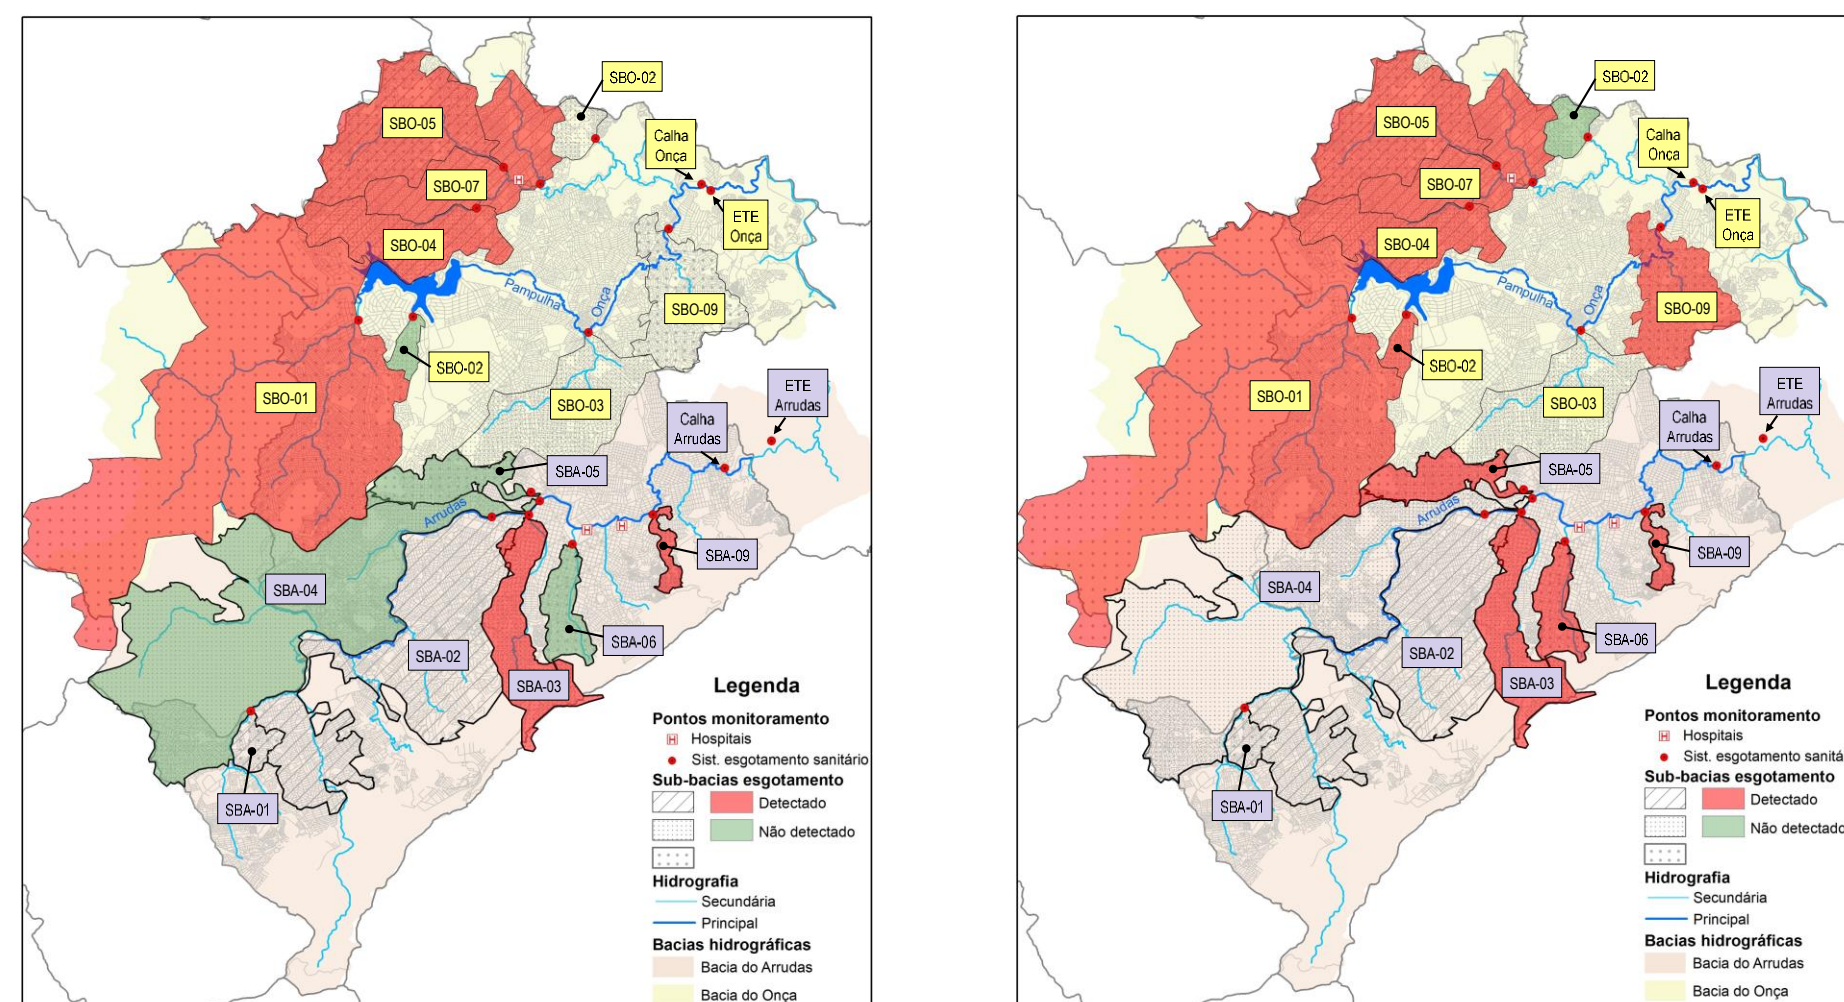 SBO-02
SBO-05
Calha
Onça
SBO-07
ETE
Onça
SBO-04
Pampulha
Onça
SBO-09
SBO-02
SBO-01
SBO-03
ETE
Arrudas
Calha
Arrudas
SBA-05
Arrudas
SBA-09
SBA-04
SBA-06
SBA-02
SBA-03
SBA-01
H
H
H
Legenda
Pontos monitoramento
H Hospitais
Sist. esgotamento sanitário
Sub-bacias esgotamento
Detectado
Não detectado
Hidrografia
Secundária
Principal
Bacias hidrográficas
Bacia do Arrudas
Bacia do Onça
SBO-02
SBO-05
Calha
Onça
SBO-07
ETE
Onça
SBO-04
Pampulha
Onça
SBO-09
SBO-02
SBO-01
SBO-03
ETE
Arrudas
Calha
Arrudas
SBA-05
Arrudas
SBA-09
SBA-04
SBA-06
SBA-02
SBA-03
SBA-01
H
H
H
Legenda
Pontos monitoramento
H Hospitais
Sist. esgotamento sanitá
Sub-bacias esgotamento
Detectado
Não detectado
Hidrografia
Secundária
Principal
Bacias hidrográficas
Bacia do Arrudas
Bacia do Onça